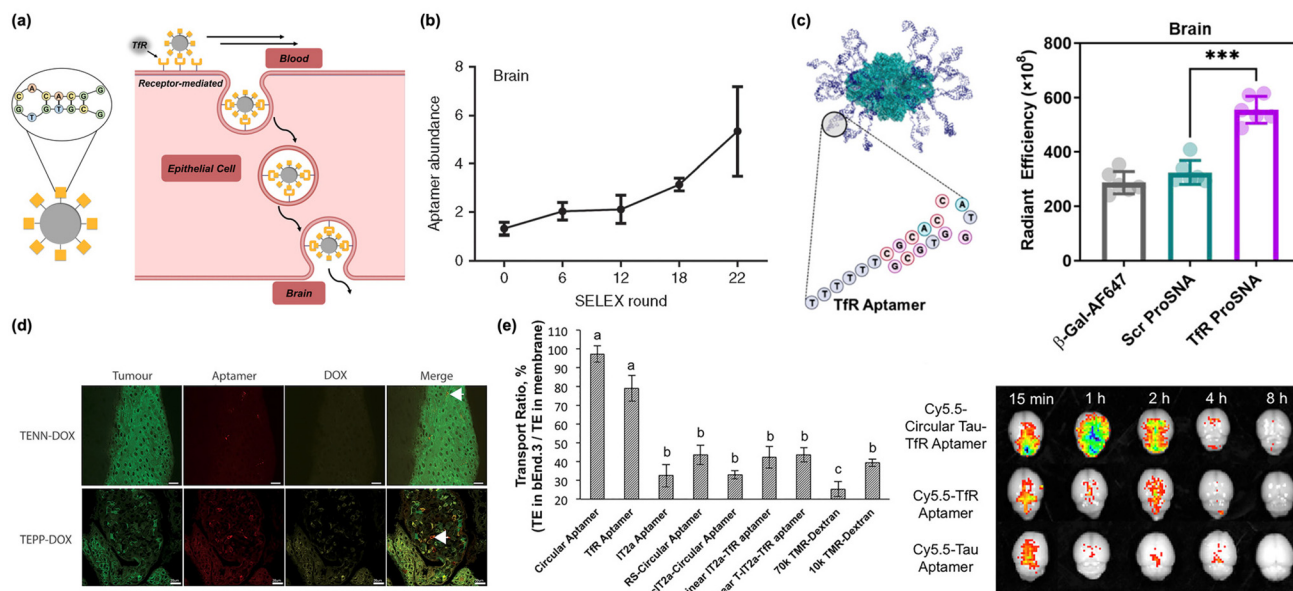 (a)
TfR
Receptor-mediated
Blood
Epithelial Cell
Brain
C A C A C G G
G T G T G C G
(b)
Brain
Aptamer abundance
8
6
4
2
0
0 6 12 18 22
SELEX round
(c)
C A T
T T T T T T C G C A C C
G C G T G G
TfR Aptamer
Brain
***
Radiant Efficiency (×10⁸)
800
600
400
200
0
β-Gal-AF647
Scr ProSNA
TfR ProSNA
(d)
Tumour Aptamer DOX Merge
TENN-DOX
TEPP-DOX
(e)
Transport Ratio, %
(TE in bEnd.3 / TE in membrane)
110
100
90
80
70
60
50
40
30
20
a a b b b b b c b
Circular Aptamer
TfR Aptamer
IT2a Aptamer
RS-Circular Aptamer
-IT2a-Circular Aptamer
IT2a-TfR aptamer
T-IT2a-TfR aptamer
70k TMR-Dextran
10k TMR-Dextran
15 min 1 h 2 h 4 h 8 h
Cy5.5-
Circular Tau-
TfR Aptamer
Cy5.5-TfR
Aptamer
Cy5.5-Tau
Aptamer